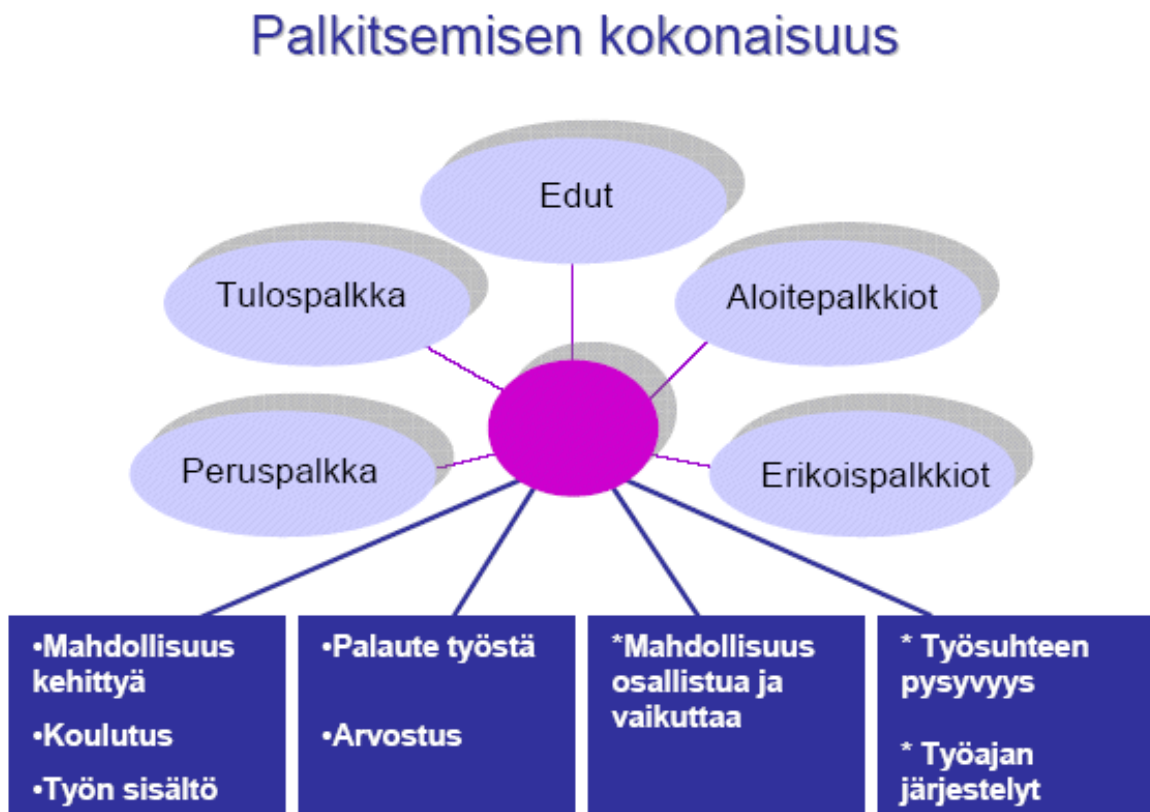 Palkitsemisen kokonaisuus
Edut
Tulospalkka
Aloitepalkkiot
Peruspalkka
Erikoispalkkiot
•Mahdollisuus
kehittyä
•Koulutus
•Työn sisältö
•Palaute työstä
•Arvostus
*Mahdollisuus
osallistua ja
vaikuttaa
* Työsuhteen
pysyvyys
* Työajan
järjestelyt